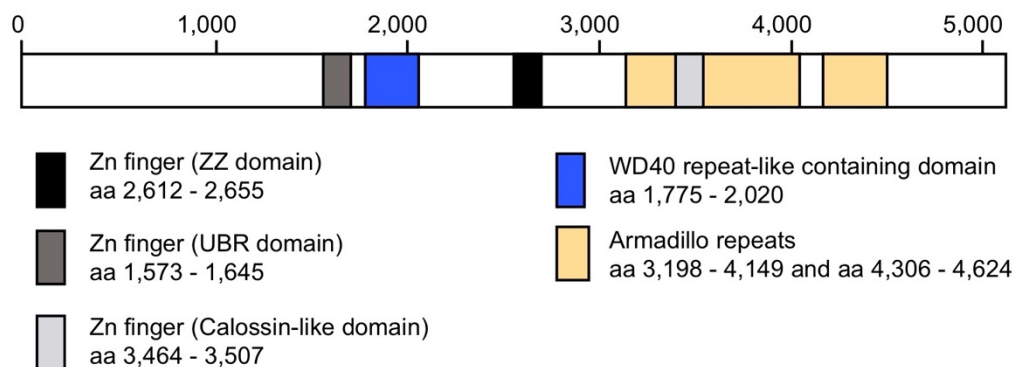 0 1,000 2,000 3,000 4,000 5,000
Zn finger (ZZ domain)
aa 2,612 - 2,655
Zn finger (UBR domain)
aa 1,573 - 1,645
Zn finger (Calossin-like domain)
aa 3,464 - 3,507
WD40 repeat-like containing domain
aa 1,775 - 2,020
Armadillo repeats
aa 3,198 - 4,149 and aa 4,306 - 4,624